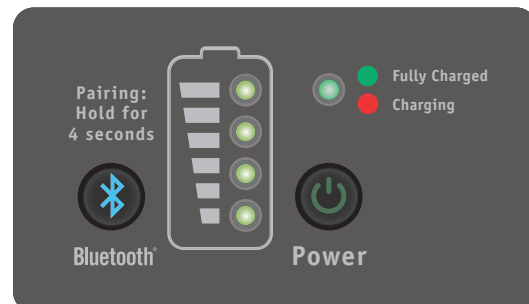 Pairing:
Hold for
4 seconds
Fully Charged
Charging
Bluetooth®
Power